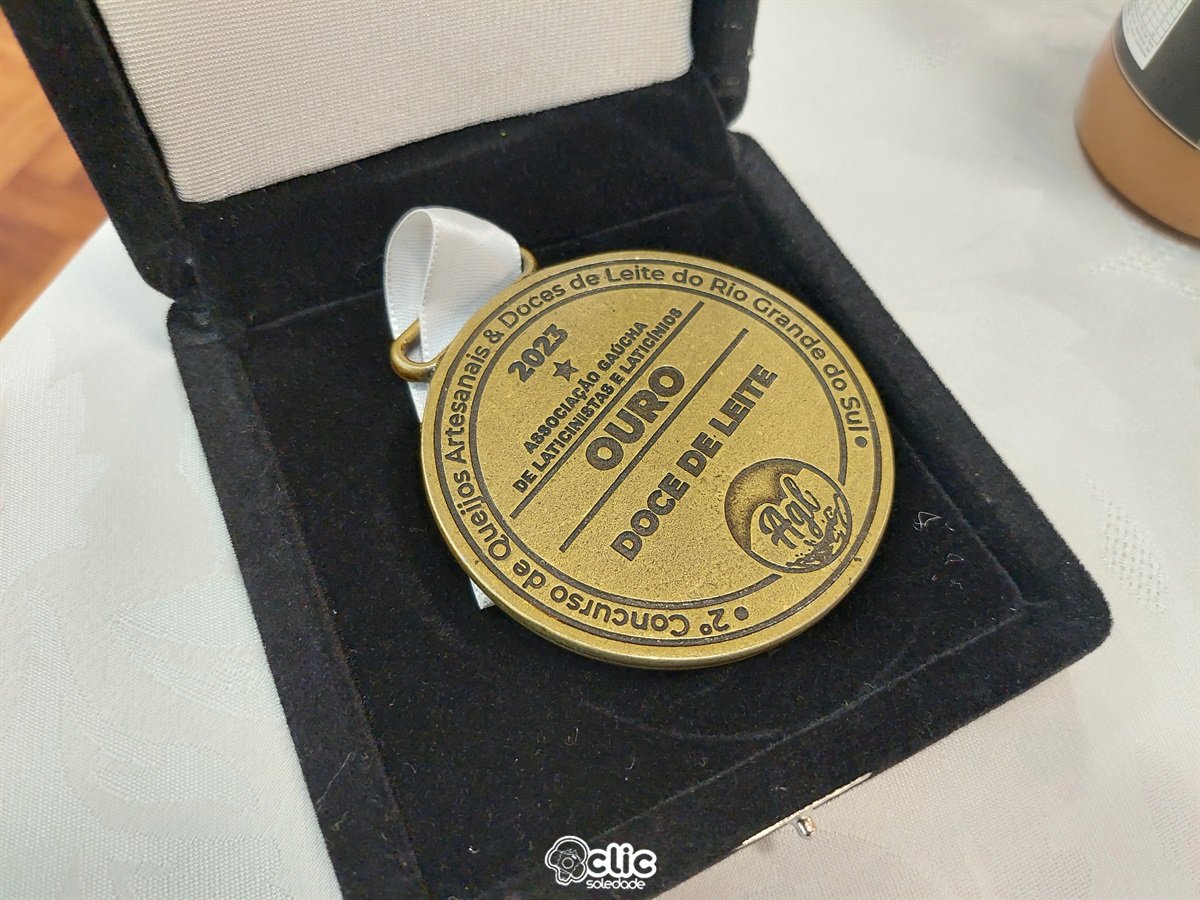 2º Concurso de Queijos Artesanais & Doces de Leite do Rio Grande do Sul
2023
ASSOCIAÇÃO GAÚCHA
DE LATICINISTAS E LATICÍNIOS
OURO
DOCE DE LEITE
Agl
clic
soledade